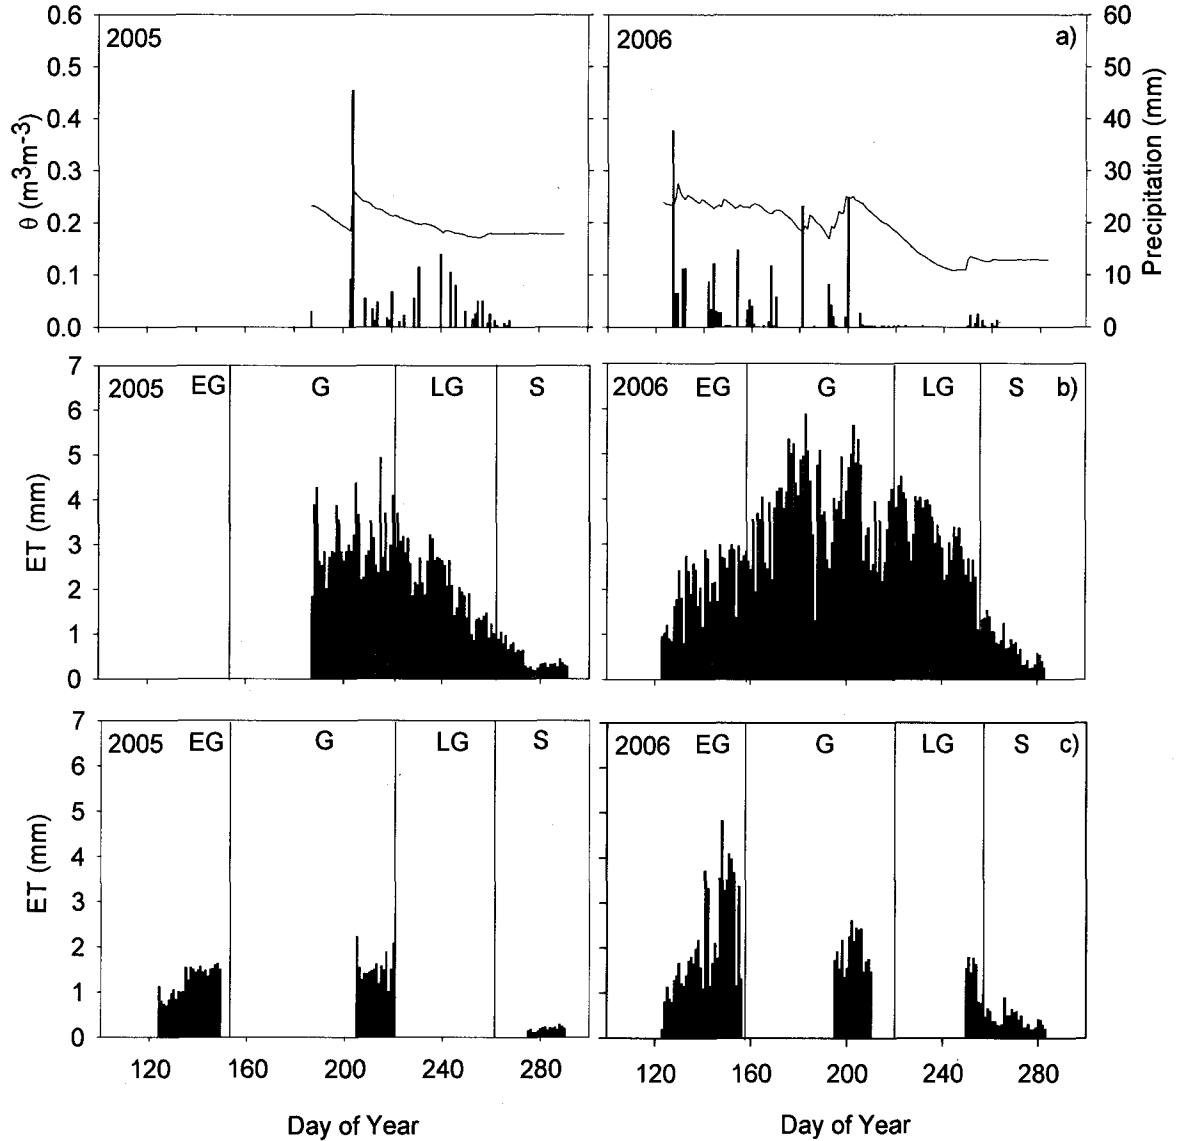 0.6
0.5
0.4
0.3
0.2
0.1
0.0
θ (m³m-3)
2005
2006
a)
60
50
40
30
20
10
0
Precipitation (mm)
7
6
5
4
3
2
1
0
ET (mm)
2005 EG G LG S
2006 EG G LG S b)
7
6
5
4
3
2
1
0
ET (mm)
2005 EG G LG S
2006 EG G LG S c)
120 160 200 240 280
120 160 200 240 280
Day of Year
Day of Year